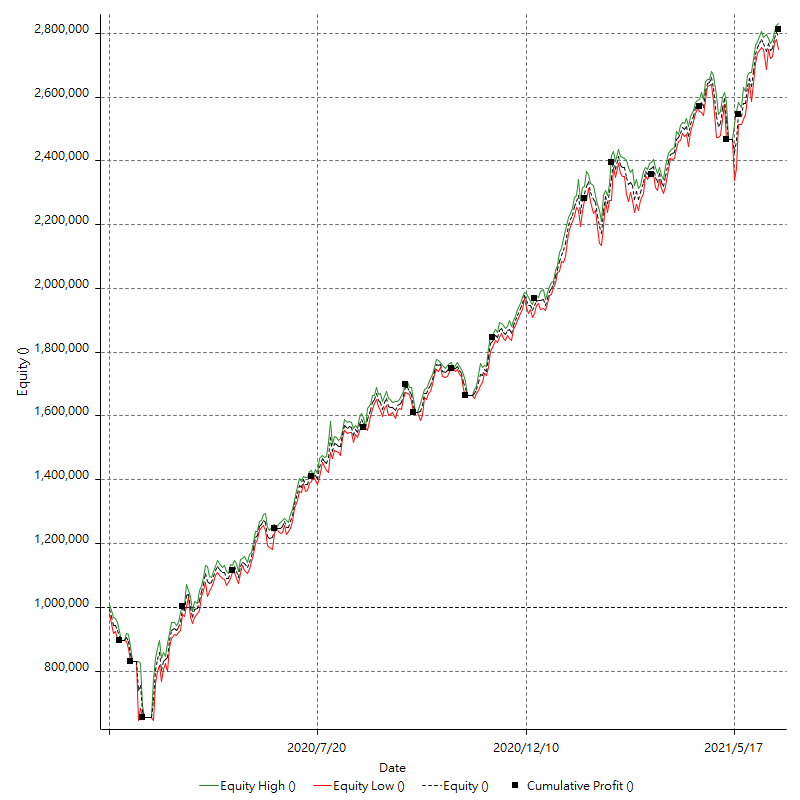 2,800,000
2,600,000
2,400,000
2,200,000
2,000,000
1,800,000
1,600,000
1,400,000
1,200,000
1,000,000
800,000
Equity ()
2020/7/20 2020/12/10 2021/5/17
Date
Equity High () Equity Low () Equity () Cumulative Profit ()